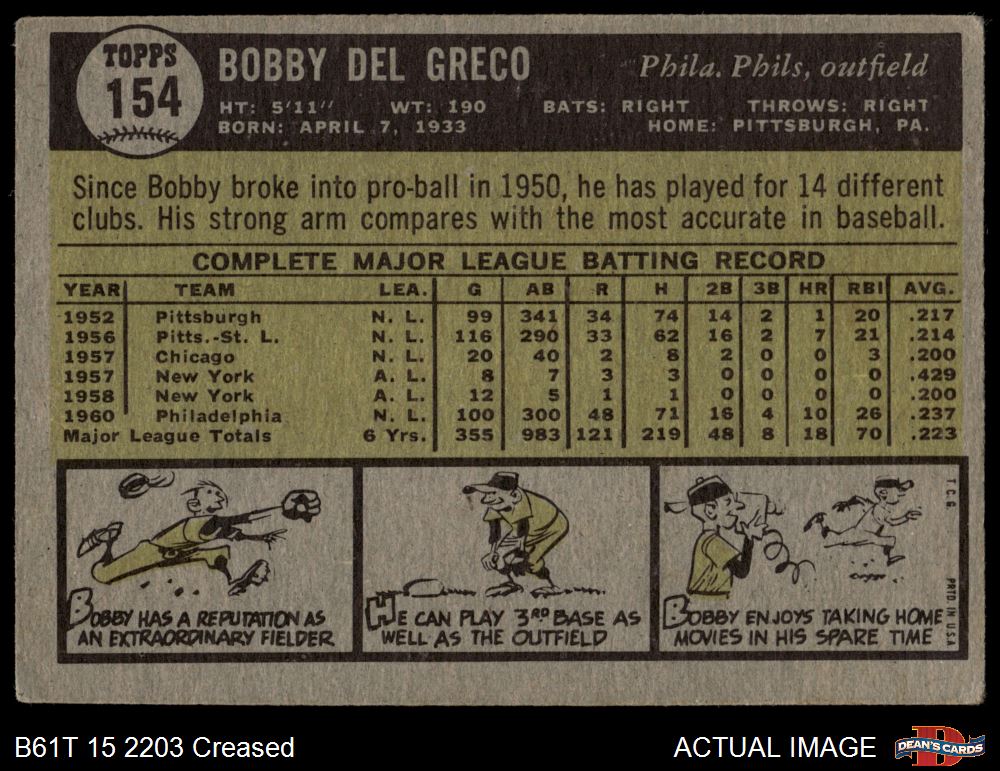 TOPPS
154
BOBBY DEL GRECO
Phila. Phils, outfield
HT: 5'11" WT: 190 BATS: RIGHT THROWS: RIGHT
BORN: APRIL 7, 1933 HOME: PITTSBURGH, PA.
Since Bobby broke into pro-ball in 1950, he has played for 14 different
clubs. His strong arm compares with the most accurate in baseball.
COMPLETE MAJOR LEAGUE BATTING RECORD
YEAR TEAM LEA. G AB R H 2B 3B HR RBI AVG.
1952 Pittsburgh N. L. 99 341 34 74 14 2 1 20 .217
1956 Pitts.-St. L. N. L. 116 290 33 62 16 2 7 21 .214
1957 Chicago N. L. 20 40 2 8 2 0 0 3 .200
1957 New York A. L. 8 7 3 3 0 0 0 0 .429
1958 New York A. L. 12 5 1 1 0 0 0 0 .200
1960 Philadelphia N. L. 100 300 48 71 16 4 10 26 .237
Major League Totals 6 Yrs. 355 983 121 219 48 8 18 70 .223
BOBBY HAS A REPUTATION AS
AN EXTRAORDINARY FIELDER
HE CAN PLAY 3RD BASE AS
WELL AS THE OUTFIELD
BOBBY ENJOYS TAKING HOME
MOVIES IN HIS SPARE TIME
T.C.G.
PRTD IN U.S.A.
B61T 15 2203 Creased
ACTUAL IMAGE
D
DEAN'S CARDS